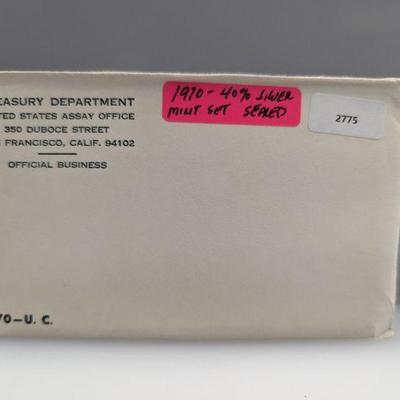 EASURY DEPARTMENT
TED STATES ASSAY OFFICE
350 DUBOCE STREET
FRANCISCO, CALIF. 94102
OFFICIAL BUSINESS
1970 - 40% SILVER
MINT SET SEALED
2775
70-U. C.